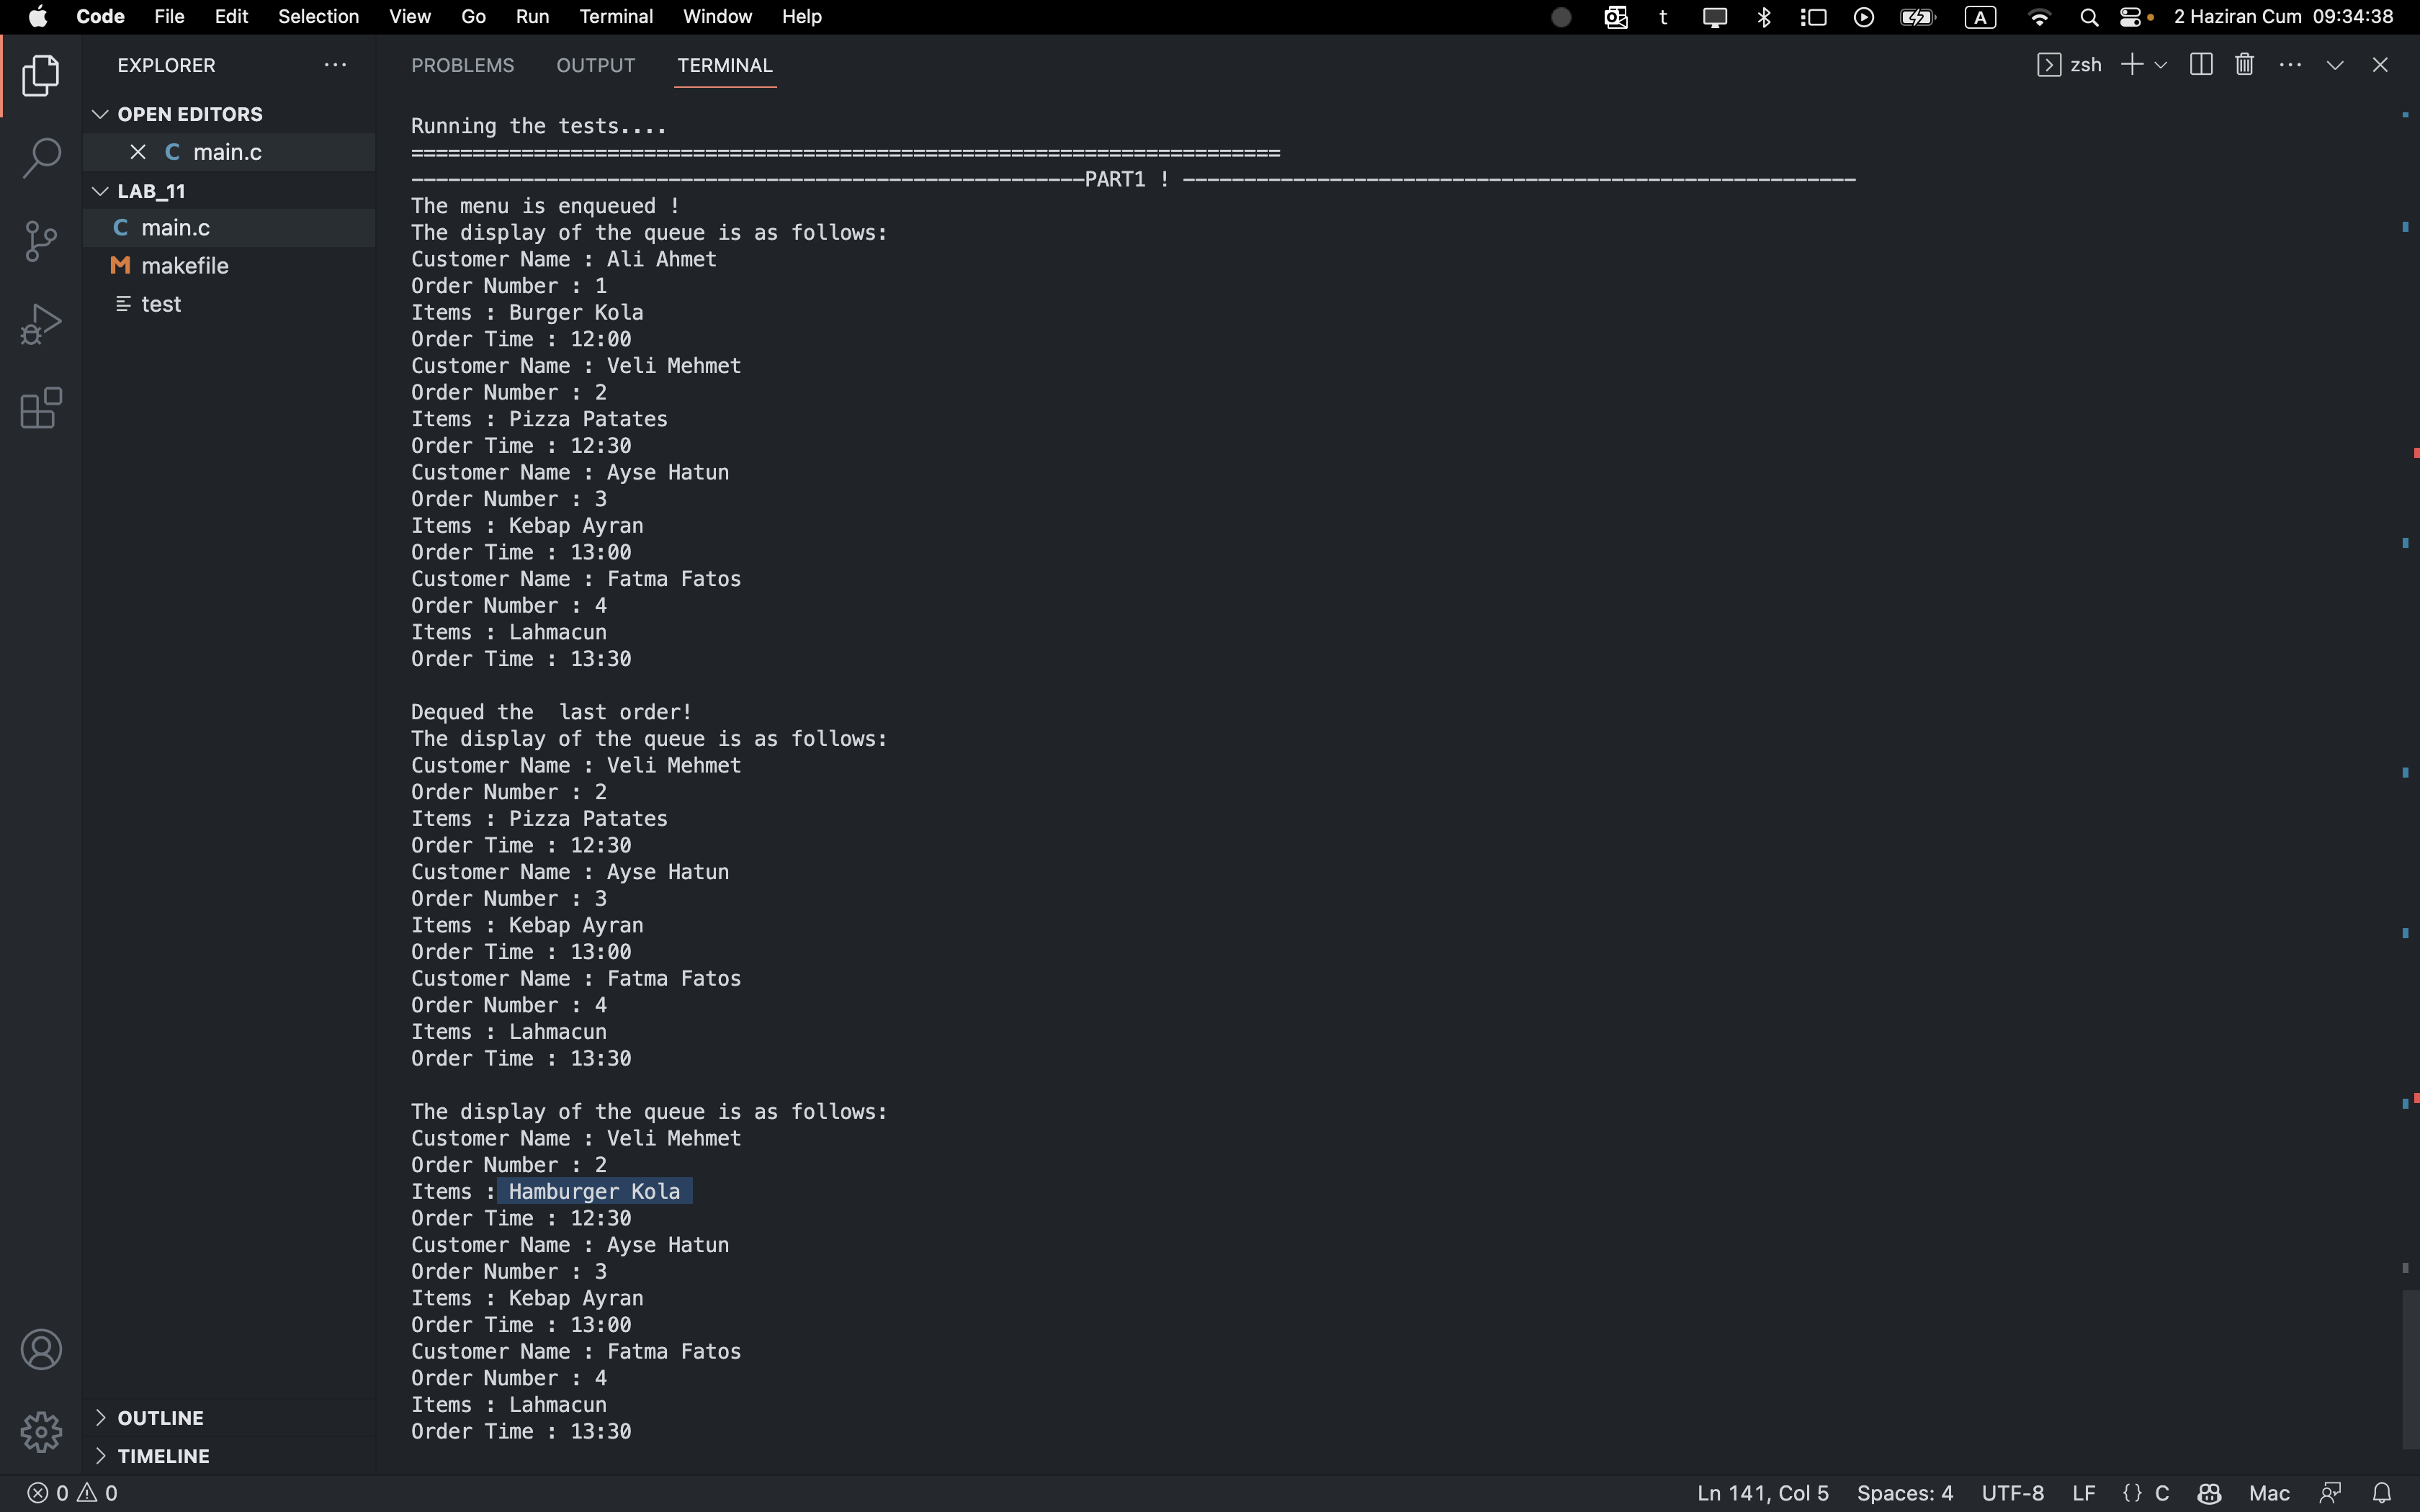 Code File Edit Selection View Go Run Terminal Window Help t A 2 Haziran Cum 09:34:38
EXPLORER ···
PROBLEMS OUTPUT TERMINAL
zsh
OPEN EDITORS
C main.c
LAB_11
C main.c
M makefile
test
OUTLINE
TIMELINE
Running the tests....
=======================================================================
-------------------------------------------------------PART1 ! -------------------------------------------------------
The menu is enqueued !
The display of the queue is as follows:
Customer Name : Ali Ahmet
Order Number : 1
Items : Burger Kola
Order Time : 12:00
Customer Name : Veli Mehmet
Order Number : 2
Items : Pizza Patates
Order Time : 12:30
Customer Name : Ayse Hatun
Order Number : 3
Items : Kebap Ayran
Order Time : 13:00
Customer Name : Fatma Fatos
Order Number : 4
Items : Lahmacun
Order Time : 13:30
Dequed the  last order!
The display of the queue is as follows:
Customer Name : Veli Mehmet
Order Number : 2
Items : Pizza Patates
Order Time : 12:30
Customer Name : Ayse Hatun
Order Number : 3
Items : Kebap Ayran
Order Time : 13:00
Customer Name : Fatma Fatos
Order Number : 4
Items : Lahmacun
Order Time : 13:30
The display of the queue is as follows:
Customer Name : Veli Mehmet
Order Number : 2
Items : Hamburger Kola
Order Time : 12:30
Customer Name : Ayse Hatun
Order Number : 3
Items : Kebap Ayran
Order Time : 13:00
Customer Name : Fatma Fatos
Order Number : 4
Items : Lahmacun
Order Time : 13:30
0 0 Ln 141, Col 5 Spaces: 4 UTF-8 LF {} C Mac